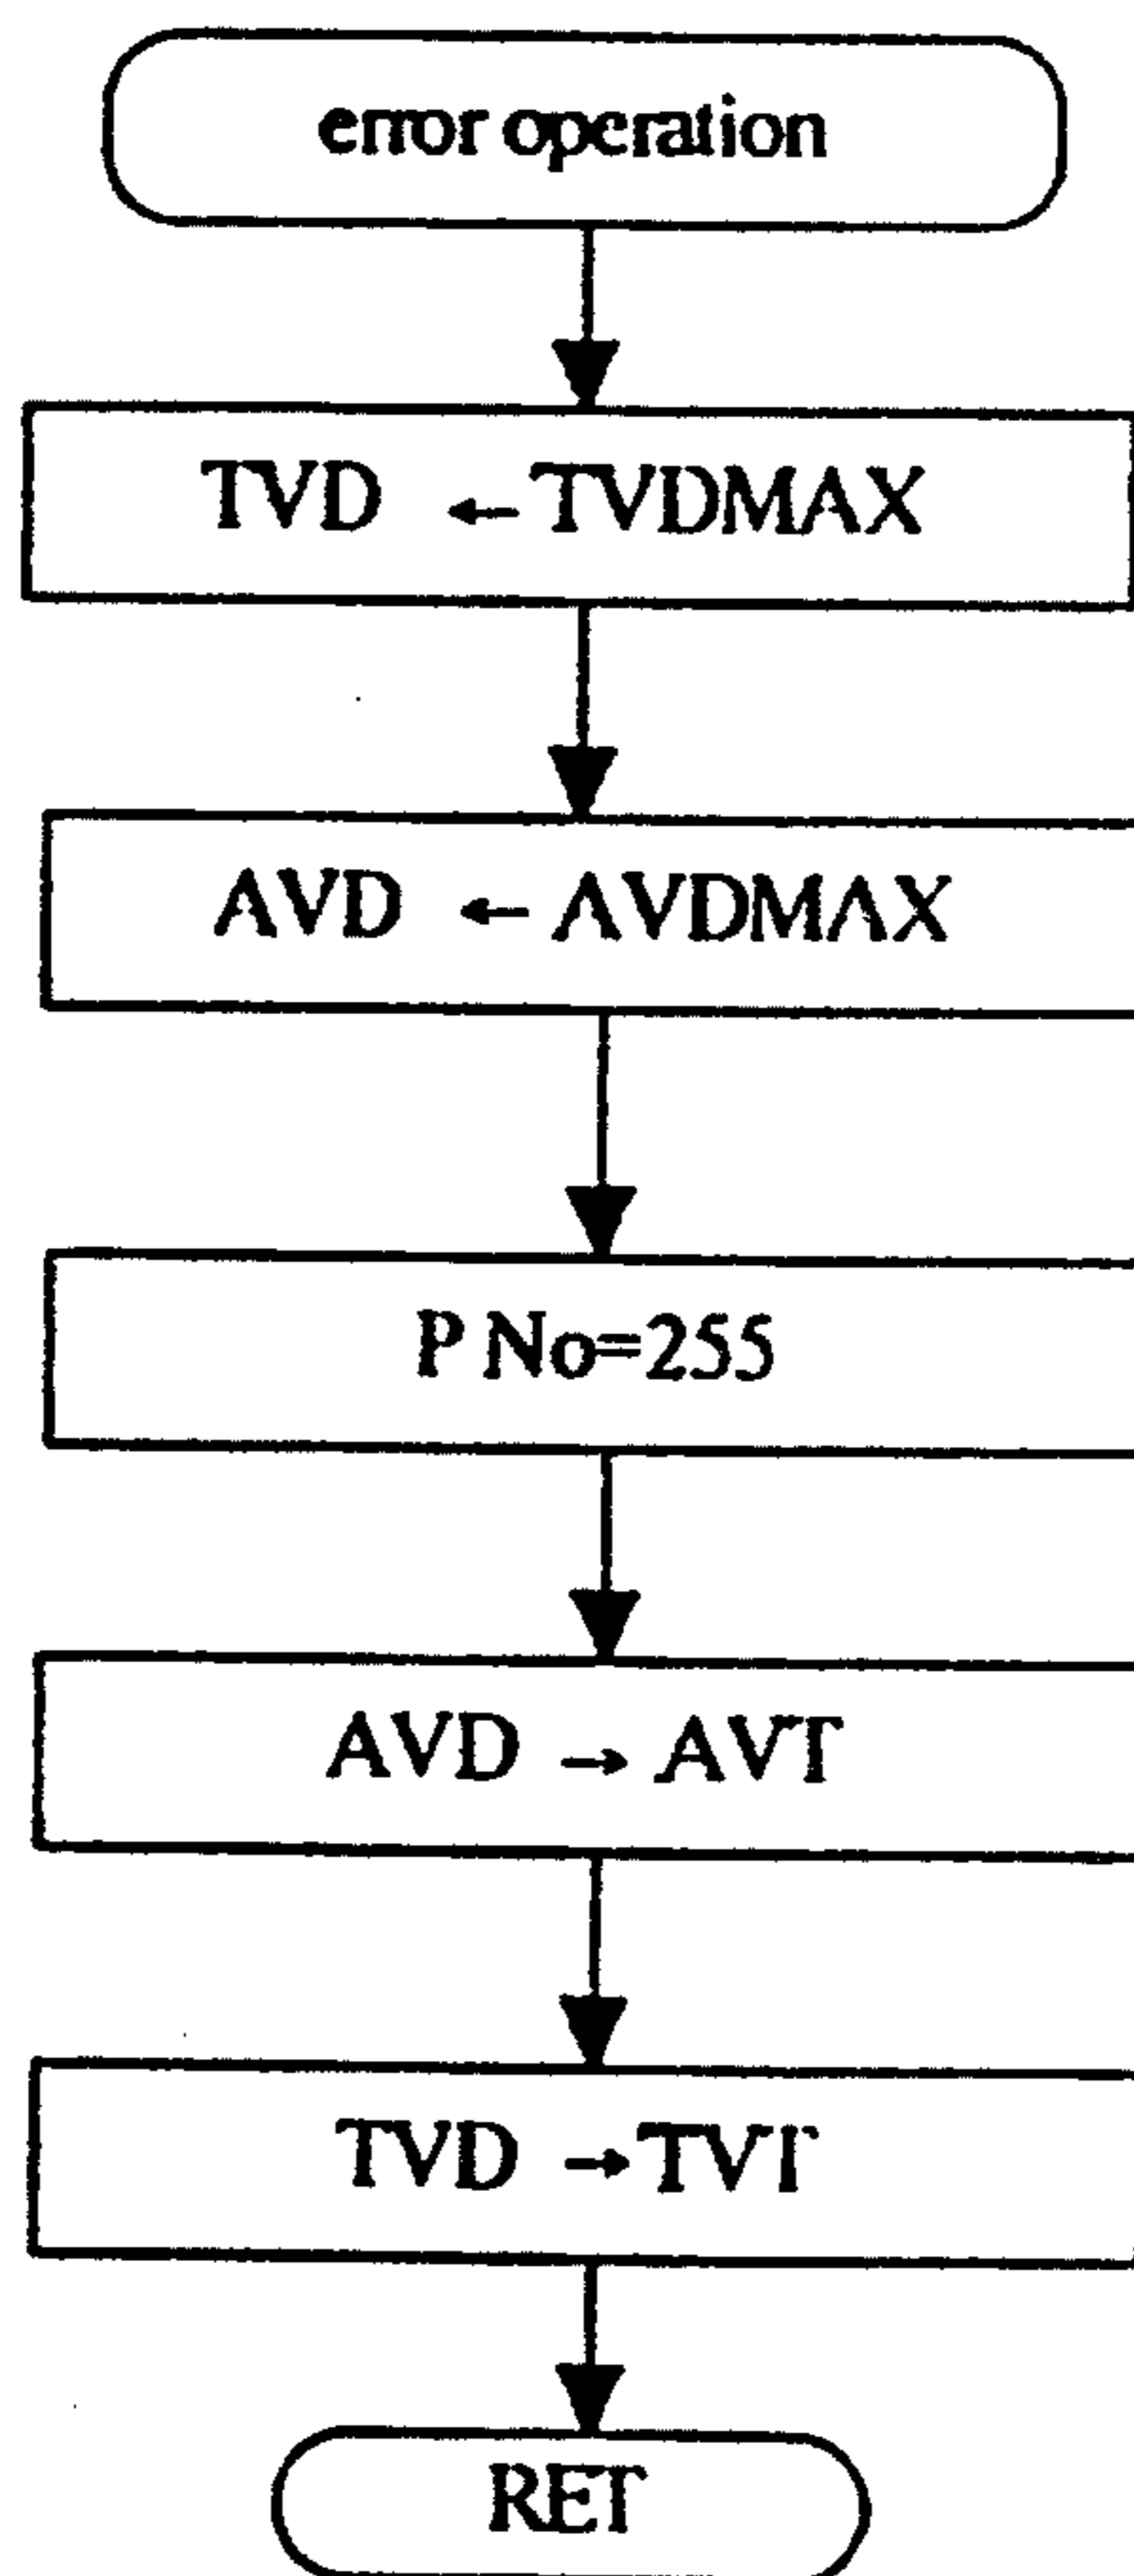 error operation
TVD ← TVDMAX
AVD ← AVDMAX
P No=255
AVD → AVT
TVD → TVT
RET